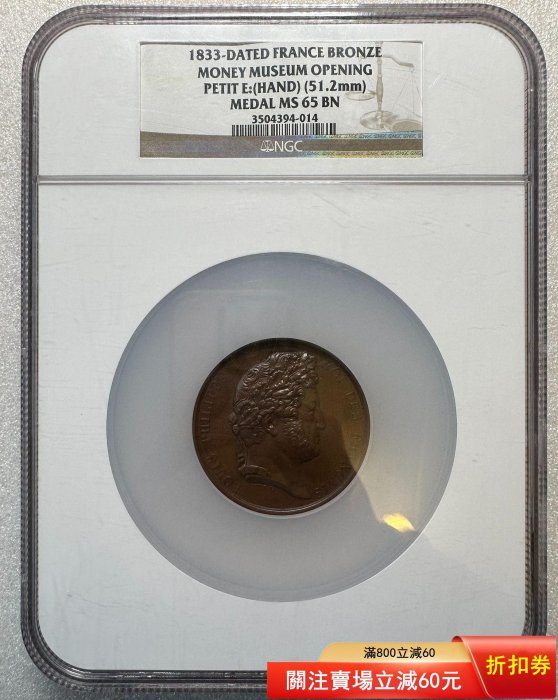 1833-DATED FRANCE BRONZE
MONEY MUSEUM OPENING
PETIT E:(HAND) (51.2mm)
MEDAL MS 65 BN
3504394-014
NGC
滿800立減60
關注賣場立減60元
折扣券